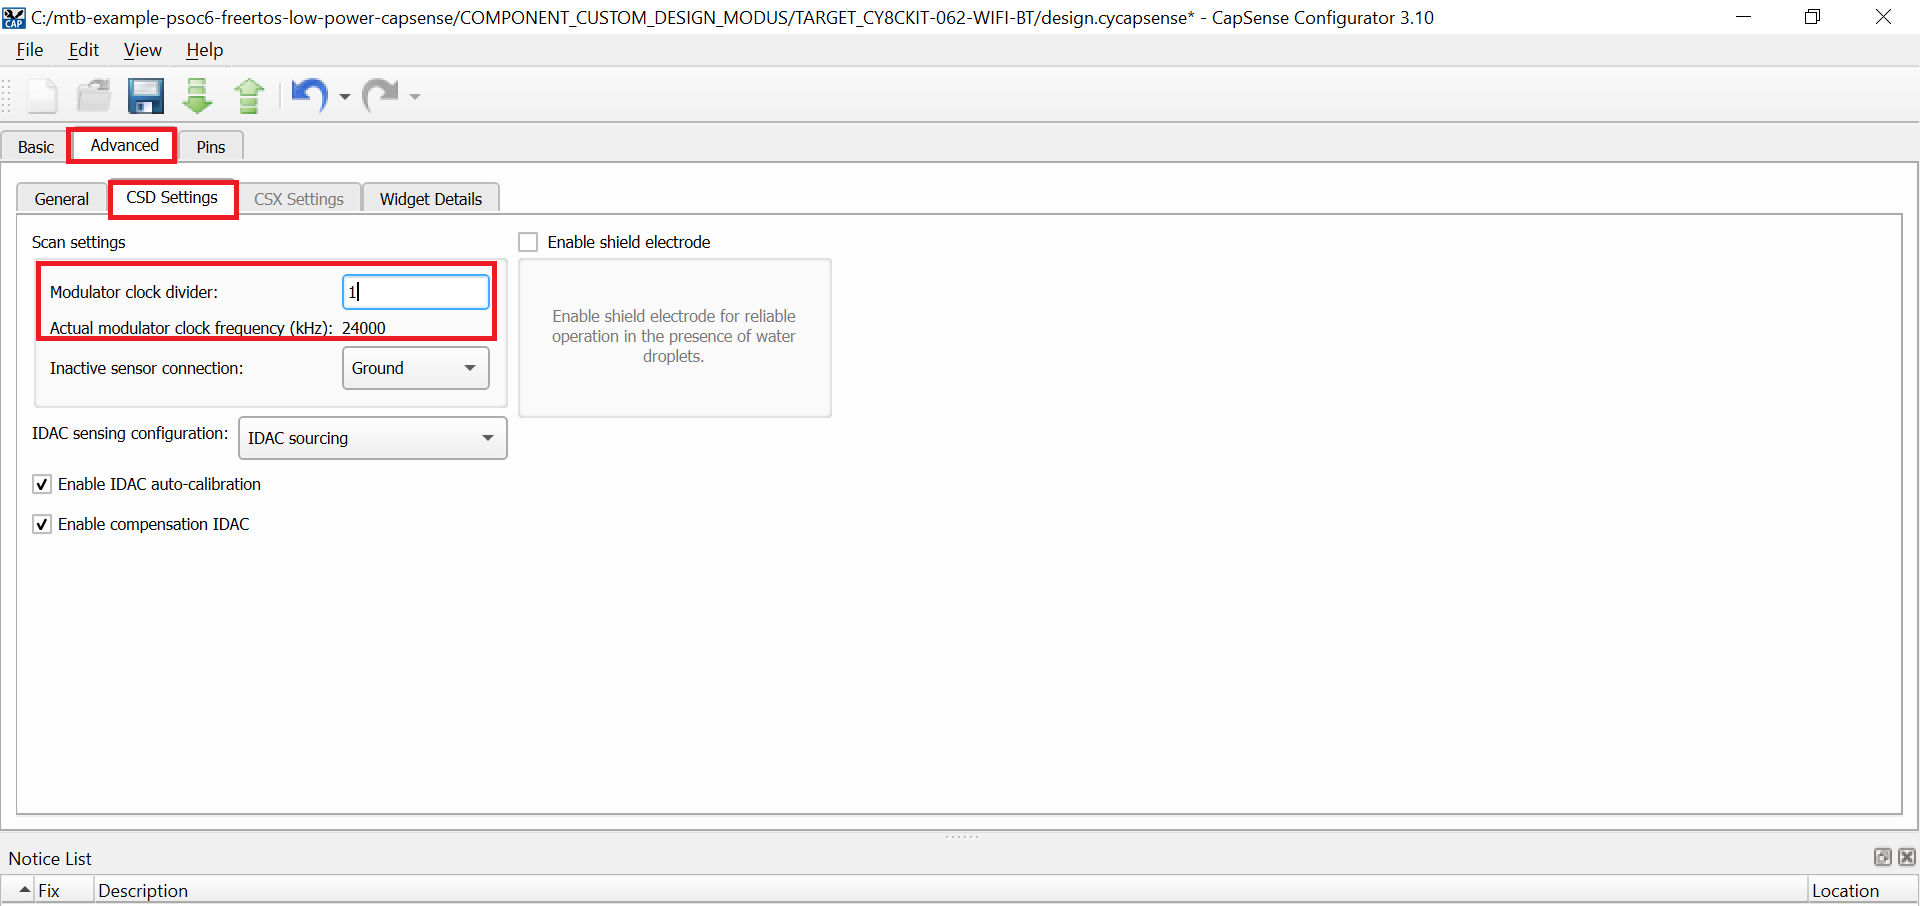 CAP C:/mtb-example-psoc6-freertos-low-power-capsense/COMPONENT_CUSTOM_DESIGN_MODUS/TARGET_CY8CKIT-062-WIFI-BT/design.cycapsense* - CapSense Configurator 3.10
File Edit View Help
Basic Advanced Pins
General CSD Settings CSX Settings Widget Details
Scan settings
Modulator clock divider: 1
Actual modulator clock frequency (kHz): 24000
Inactive sensor connection: Ground
IDAC sensing configuration: IDAC sourcing
Enable IDAC auto-calibration
Enable compensation IDAC
Enable shield electrode
Enable shield electrode for reliable
operation in the presence of water
droplets.
Notice List
Fix Description Location